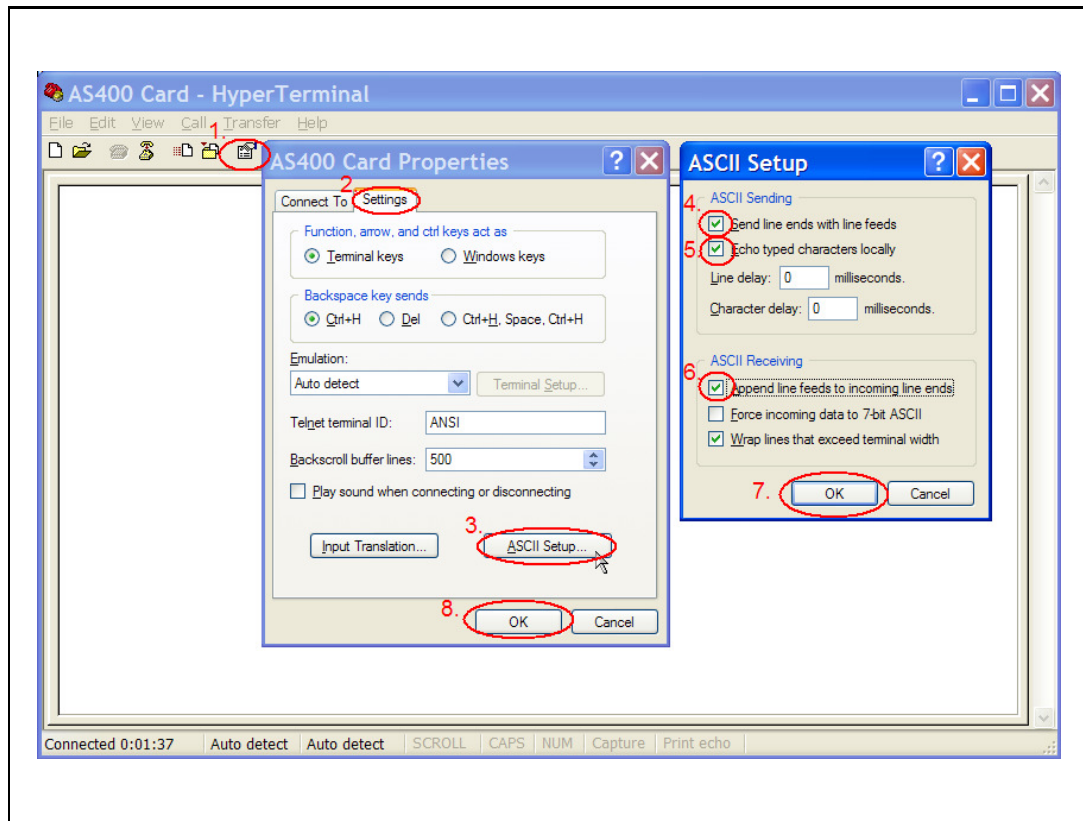 AS400 Card - HyperTerminal
File Edit View Call Transfer Help
1.
AS400 Card Properties
2.
Connect To Settings
Function, arrow, and ctrl keys act as
Terminal keys Windows keys
Backspace key sends
Ctrl+H Del Ctrl+H, Space, Ctrl+H
Emulation:
Auto detect Terminal Setup...
Telnet terminal ID: ANSI
Backscroll buffer lines: 500
Play sound when connecting or disconnecting
3.
Input Translation... ASCII Setup...
8.
OK Cancel
ASCII Setup
ASCII Sending
4. Send line ends with line feeds
5. Echo typed characters locally
Line delay: 0 milliseconds.
Character delay: 0 milliseconds.
ASCII Receiving
6. Append line feeds to incoming line ends
Force incoming data to 7-bit ASCII
Wrap lines that exceed terminal width
7. OK Cancel
Connected 0:01:37 Auto detect Auto detect SCROLL CAPS NUM Capture Print echo